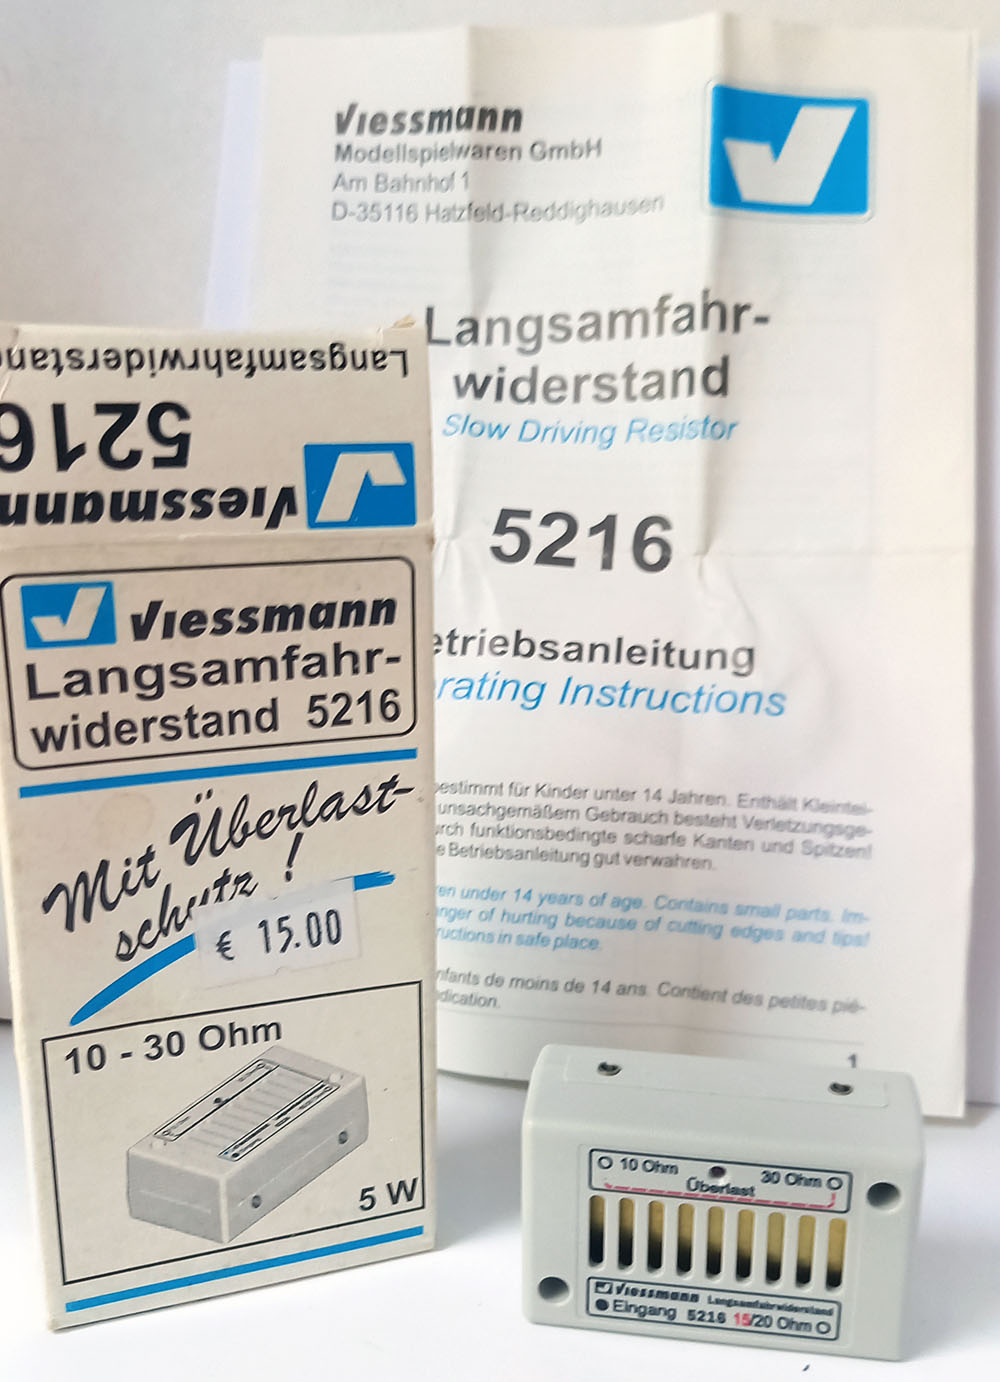 Viessmann
Modellspielwaren GmbH
Am Bahnhof 1
D-35116 Hatzfeld-Reddighausen
Langsamfahr-
widerstand
Slow Driving Resistor
5216
etriebsanleitung
rating Instructions
bestimmt für Kinder unter 14 Jahren. Enthält Kleintei-
unsachgemäßem Gebrauch besteht Verletzungsge-
rch funktionsbedingte scharfe Kanten und Spitzen!
e Betriebsanleitung gut verwahren.
en under 14 years of age. Contains small parts. Im-
nger of hurting because of cutting edges and tips!
ructions in safe place.
nfants de moins de 14 ans. Contient des petites piè-
dication.
1
Langsamfahrwiderstan
5216
Viessmann
Viessmann
Langsamfahr-
widerstand 5216
Mit Überlast-
schutz !
€ 15.00
10 - 30 Ohm
5 W
10 Ohm 30 Ohm
Überlast
Viessmann Langsamfahrwiderstand
Eingang 5216 15/20 Ohm